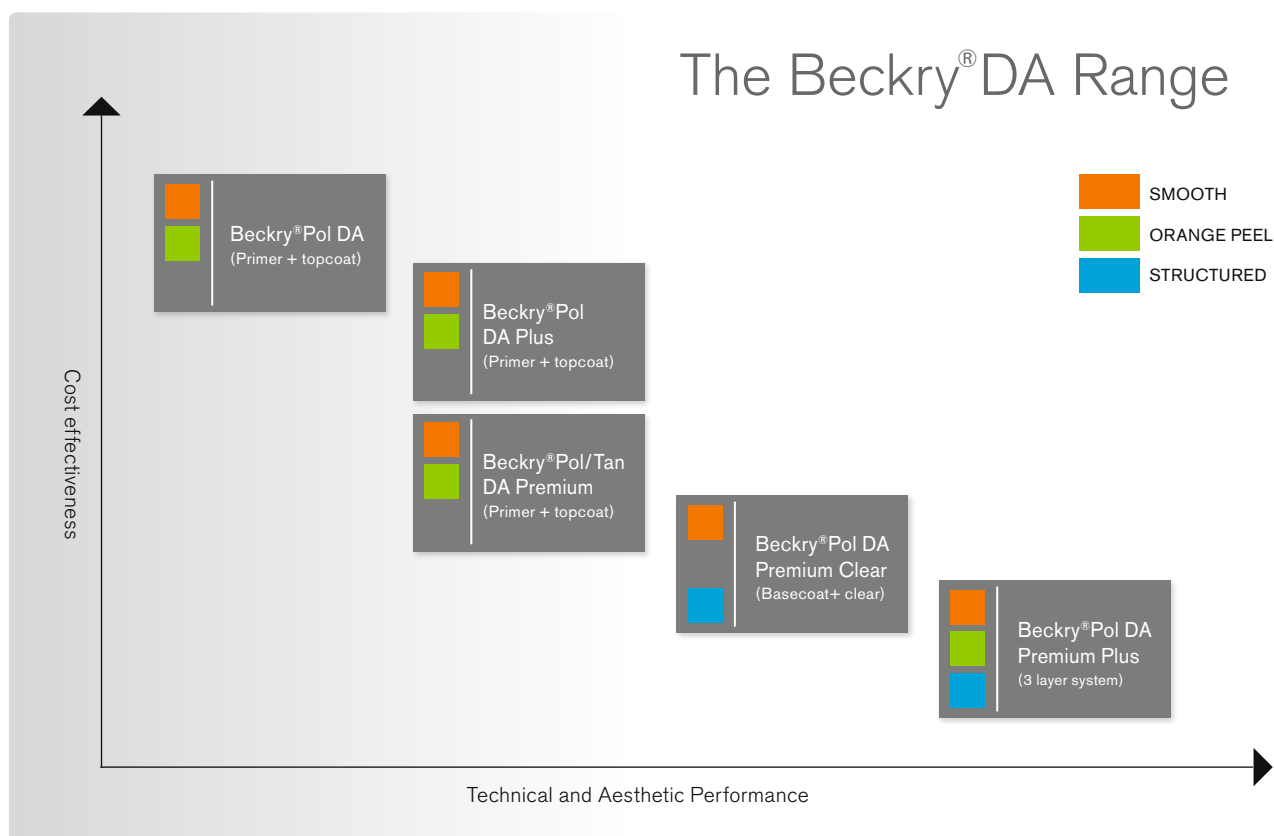 The Beckry®DA Range
SMOOTH
ORANGE PEEL
STRUCTURED
Beckry®Pol DA
(Primer + topcoat)
Beckry®Pol
DA Plus
(Primer + topcoat)
Beckry®Pol/Tan
DA Premium
(Primer + topcoat)
Beckry®Pol DA
Premium Clear
(Basecoat+ clear)
Beckry®Pol DA
Premium Plus
(3 layer system)
Cost effectiveness
Technical and Aesthetic Performance